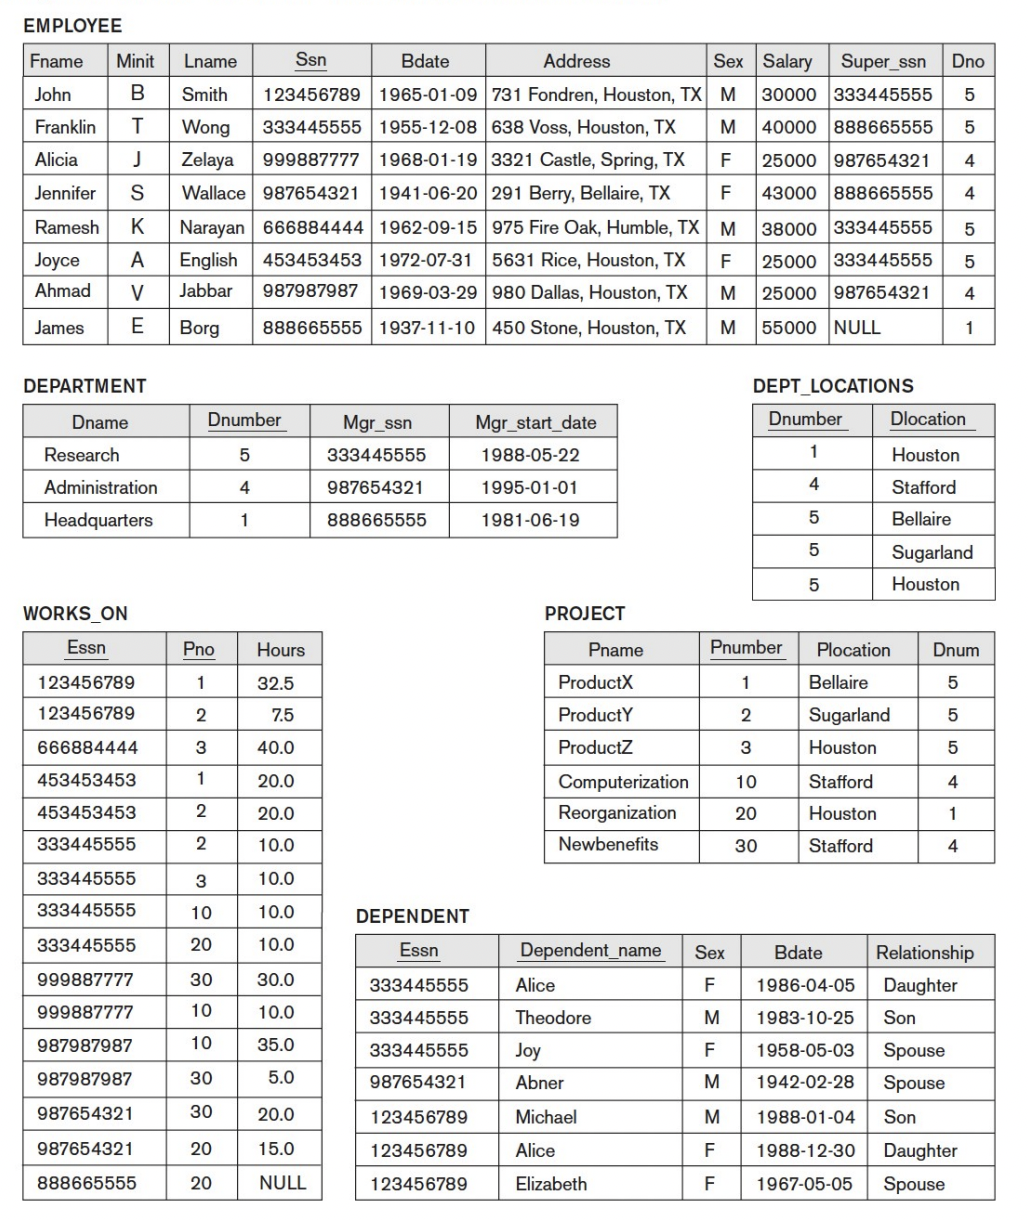 EMPLOYEE
Fname Minit Lname Ssn Bdate Address Sex Salary Super_ssn Dno
John B Smith 123456789 1965-01-09 731 Fondren, Houston, TX M 30000 333445555 5
Franklin T Wong 333445555 1955-12-08 638 Voss, Houston, TX M 40000 888665555 5
Alicia J Zelaya 999887777 1968-01-19 3321 Castle, Spring, TX F 25000 987654321 4
Jennifer S Wallace 987654321 1941-06-20 291 Berry, Bellaire, TX F 43000 888665555 4
Ramesh K Narayan 666884444 1962-09-15 975 Fire Oak, Humble, TX M 38000 333445555 5
Joyce A English 453453453 1972-07-31 5631 Rice, Houston, TX F 25000 333445555 5
Ahmad V Jabbar 987987987 1969-03-29 980 Dallas, Houston, TX M 25000 987654321 4
James E Borg 888665555 1937-11-10 450 Stone, Houston, TX M 55000 NULL 1
DEPARTMENT
Dname Dnumber Mgr_ssn Mgr_start_date
Research 5 333445555 1988-05-22
Administration 4 987654321 1995-01-01
Headquarters 1 888665555 1981-06-19
DEPT_LOCATIONS
Dnumber Dlocation
1 Houston
4 Stafford
5 Bellaire
5 Sugarland
5 Houston
WORKS_ON
Essn Pno Hours
123456789 1 32.5
123456789 2 7.5
666884444 3 40.0
453453453 1 20.0
453453453 2 20.0
333445555 2 10.0
333445555 3 10.0
333445555 10 10.0
333445555 20 10.0
999887777 30 30.0
999887777 10 10.0
987987987 10 35.0
987987987 30 5.0
987654321 30 20.0
987654321 20 15.0
888665555 20 NULL
PROJECT
Pname Pnumber Plocation Dnum
ProductX 1 Bellaire 5
ProductY 2 Sugarland 5
ProductZ 3 Houston 5
Computerization 10 Stafford 4
Reorganization 20 Houston 1
Newbenefits 30 Stafford 4
DEPENDENT
Essn Dependent_name Sex Bdate Relationship
333445555 Alice F 1986-04-05 Daughter
333445555 Theodore M 1983-10-25 Son
333445555 Joy F 1958-05-03 Spouse
987654321 Abner M 1942-02-28 Spouse
123456789 Michael M 1988-01-04 Son
123456789 Alice F 1988-12-30 Daughter
123456789 Elizabeth F 1967-05-05 Spouse